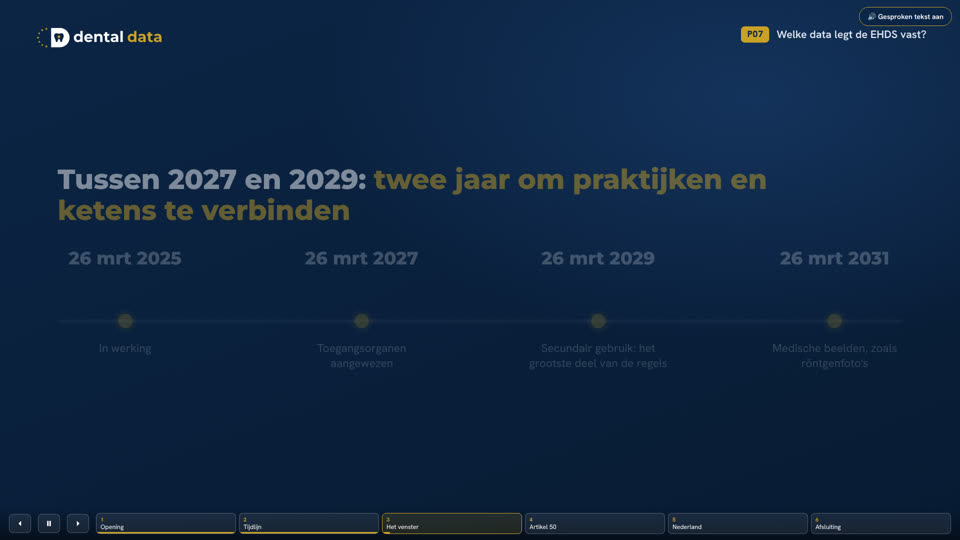 🔊 Gesproken tekst aan
dental data
P07 Welke data legt de EHDS vast?
Tussen 2027 en 2029: twee jaar om praktijken en
ketens te verbinden
26 mrt 2025
26 mrt 2027
26 mrt 2029
26 mrt 2031
In werking
Toegangsorganen
aangewezen
Secundair gebruik: het
grootste deel van de regels
Medische beelden, zoals
röntgenfoto's
1
Opening
2
Tijdlijn
3
Het venster
4
Artikel 50
5
Nederland
6
Afsluiting